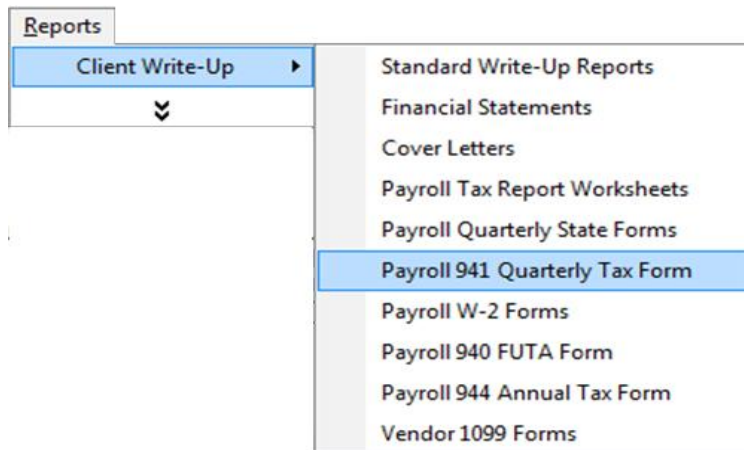 Reports
Client Write-Up
Standard Write-Up Reports
Financial Statements
Cover Letters
Payroll Tax Report Worksheets
Payroll Quarterly State Forms
Payroll 941 Quarterly Tax Form
Payroll W-2 Forms
Payroll 940 FUTA Form
Payroll 944 Annual Tax Form
Vendor 1099 Forms